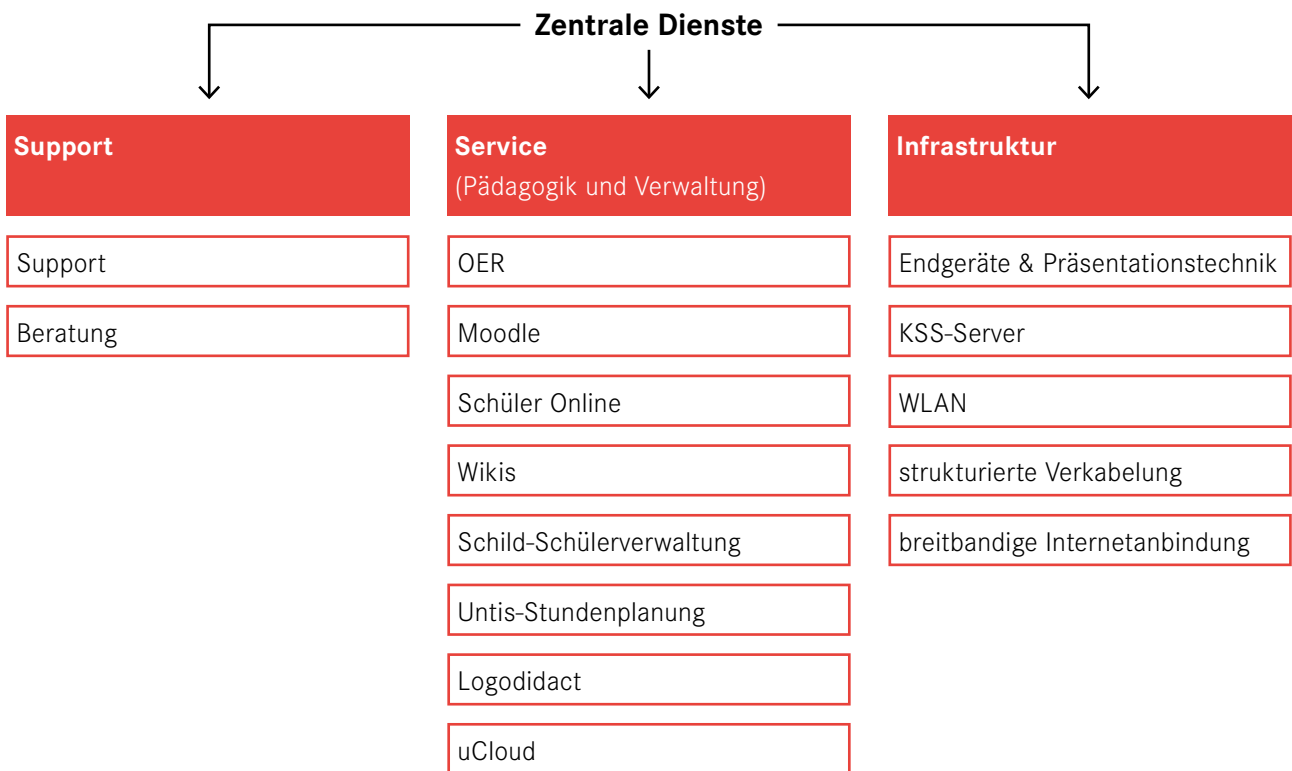 Zentrale Dienste
Support
Support
Beratung
Service
(Pädagogik und Verwaltung)
OER
Moodle
Schüler Online
Wikis
Schild-Schülerverwaltung
Untis-Stundenplanung
Logodidact
uCloud
Infrastruktur
Endgeräte & Präsentationstechnik
KSS-Server
WLAN
strukturierte Verkabelung
breitbandige Internetanbindung